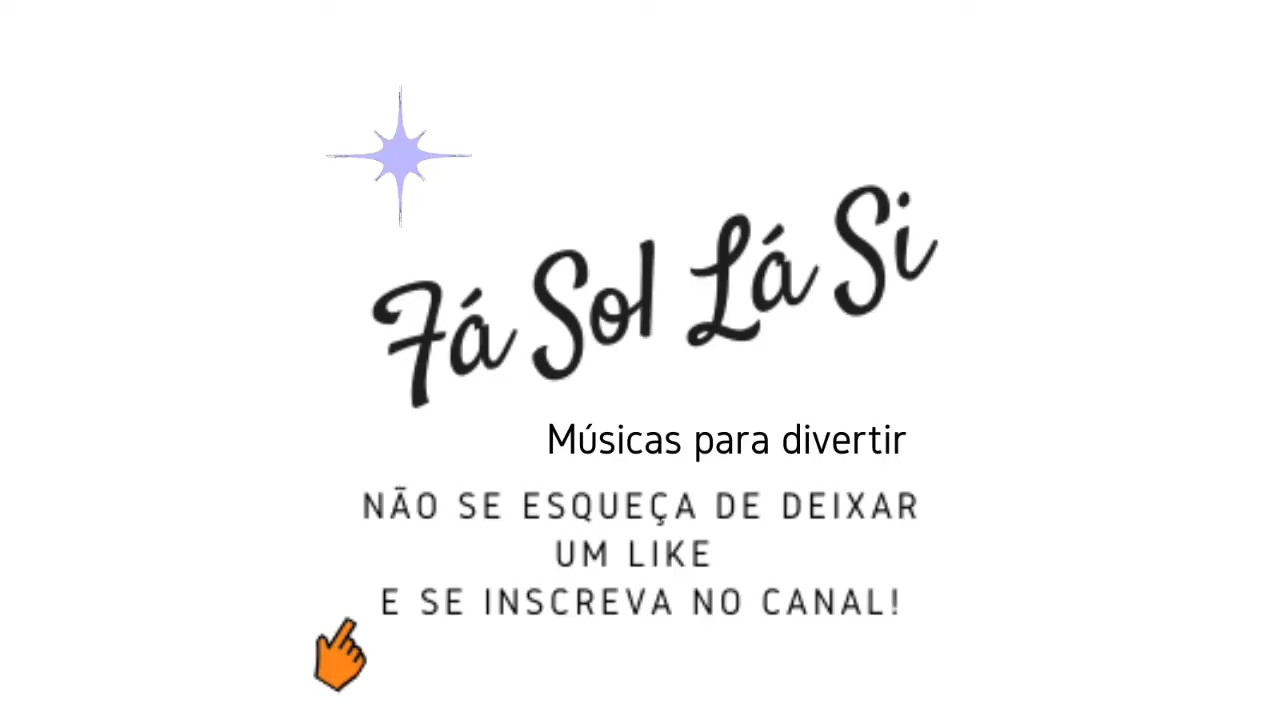 Fá Sol Lá Si
Músicas para divertir
NÃO SE ESQUEÇA DE DEIXAR
UM LIKE
E SE INSCREVA NO CANAL!